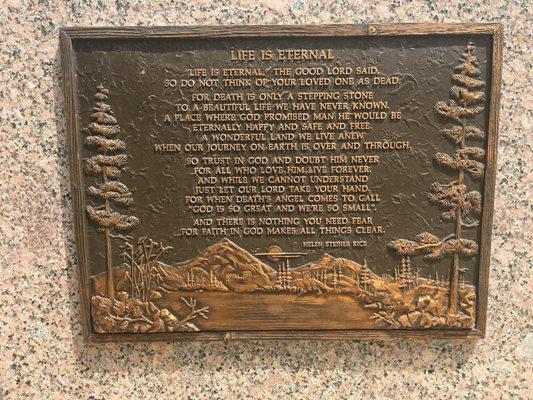 LIFE IS ETERNAL
"LIFE IS ETERNAL," THE GOOD LORD SAID,
SO DO NOT THINK OF YOUR LOVED ONE AS DEAD.
FOR DEATH IS ONLY A STEPPING STONE
TO A BEAUTIFUL LIFE WE HAVE NEVER KNOWN.
A PLACE WHERE GOD PROMISED MAN HE WOULD BE
ETERNALLY HAPPY AND SAFE AND FREE.
A WONDERFUL LAND WE LIVE ANEW
WHEN OUR JOURNEY ON EARTH IS OVER AND THROUGH.
SO TRUST IN GOD AND DOUBT HIM NEVER
FOR ALL WHO LOVE HIM LIVE FOREVER.
AND WHILE WE CANNOT UNDERSTAND
JUST LET OUR LORD TAKE YOUR HAND.
FOR WHEN DEATH'S ANGEL COMES TO CALL
"GOD IS SO GREAT AND WE'RE SO SMALL".
AND THERE IS NOTHING YOU NEED FEAR
...FOR FAITH IN GOD MAKES ALL THINGS CLEAR.
HELEN STEINER RICE